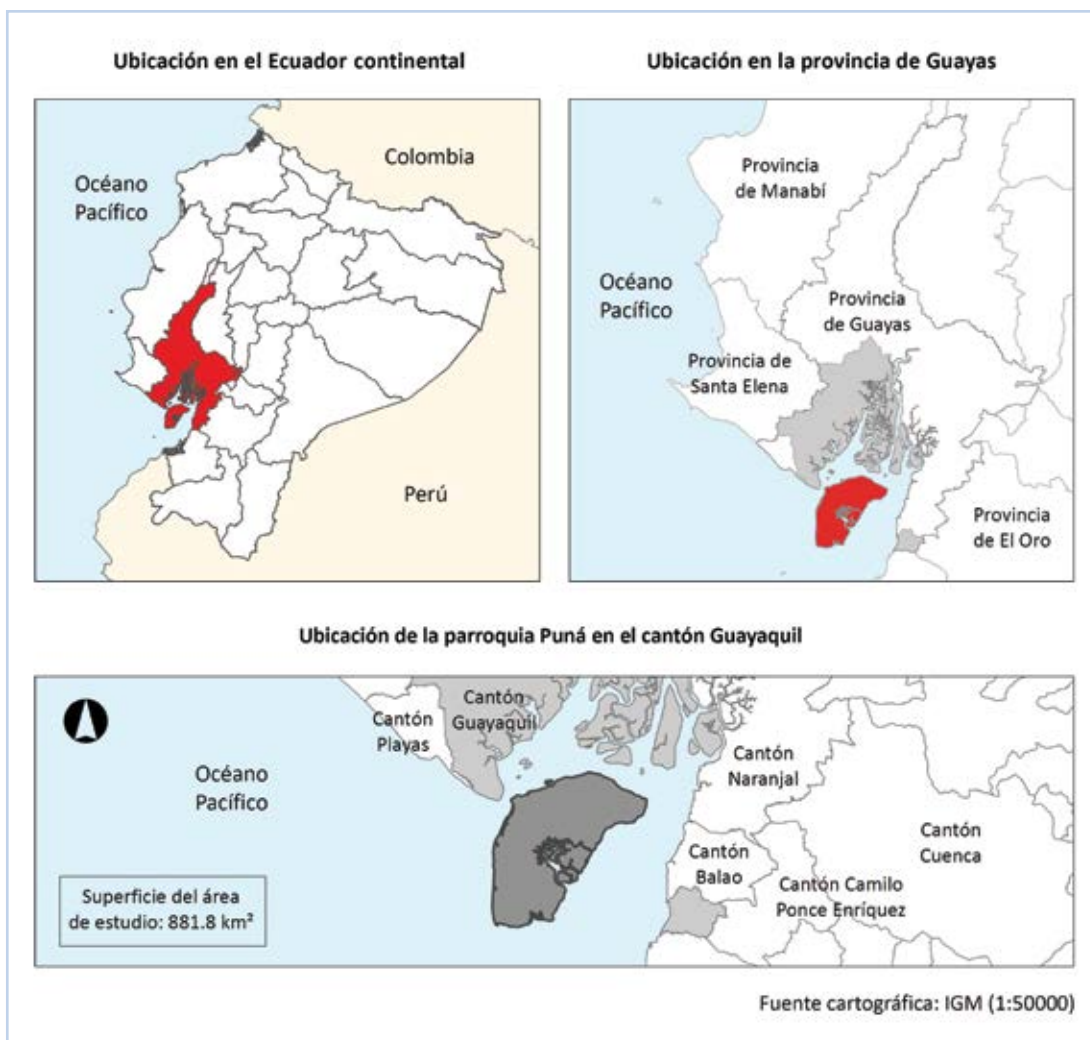 Ubicación en el Ecuador continental
Colombia
Océano
Pacífico
Perú
Ubicación en la provincia de Guayas
Provincia
de Manabí
Océano
Pacífico
Provincia
de Guayas
Provincia de
Santa Elena
Provincia
de El Oro
Ubicación de la parroquia Puná en el cantón Guayaquil
Cantón
Playas
Cantón
Guayaquil
Océano
Pacífico
Cantón
Naranjal
Cantón
Cuenca
Cantón
Balao
Cantón Camilo
Ponce Enríquez
Superficie del área
de estudio: 881.8 km²
Fuente cartográfica: IGM (1:50000)